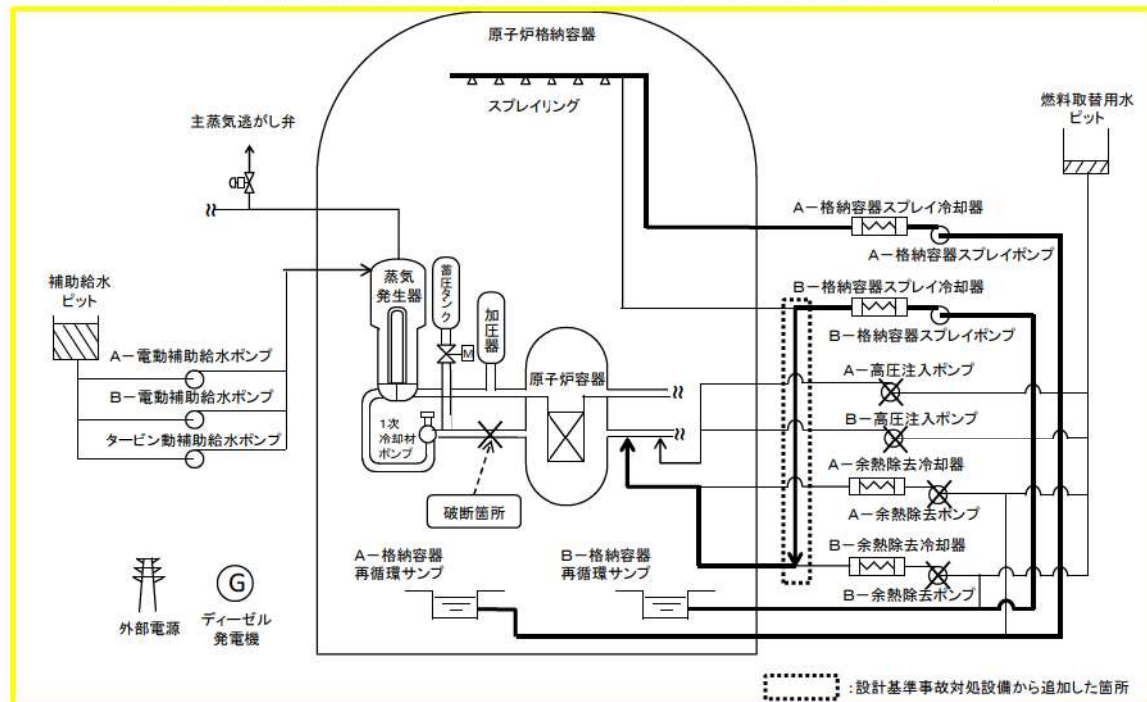 原子炉格納容器
スプレイリング
燃料取替用水
ピット
主蒸気逃がし弁
A-格納容器スプレイ冷却器
A-格納容器スプレイポンプ
補助給水
ピット
蒸気
発生器
蓄圧タンク
加圧器
B-格納容器スプレイ冷却器
B-格納容器スプレイポンプ
M
A-電動補助給水ポンプ
原子炉容器
A-高圧注入ポンプ
B-電動補助給水ポンプ
1次
冷却材
ポンプ
B-高圧注入ポンプ
タービン動補助給水ポンプ
A-余熱除去冷却器
A-余熱除去ポンプ
破断箇所
B-余熱除去冷却器
B-余熱除去ポンプ
A-格納容器
再循環サンプ
B-格納容器
再循環サンプ
G
外部電源
ディーゼル
発電機
:設計基準事故対処設備から追加した箇所